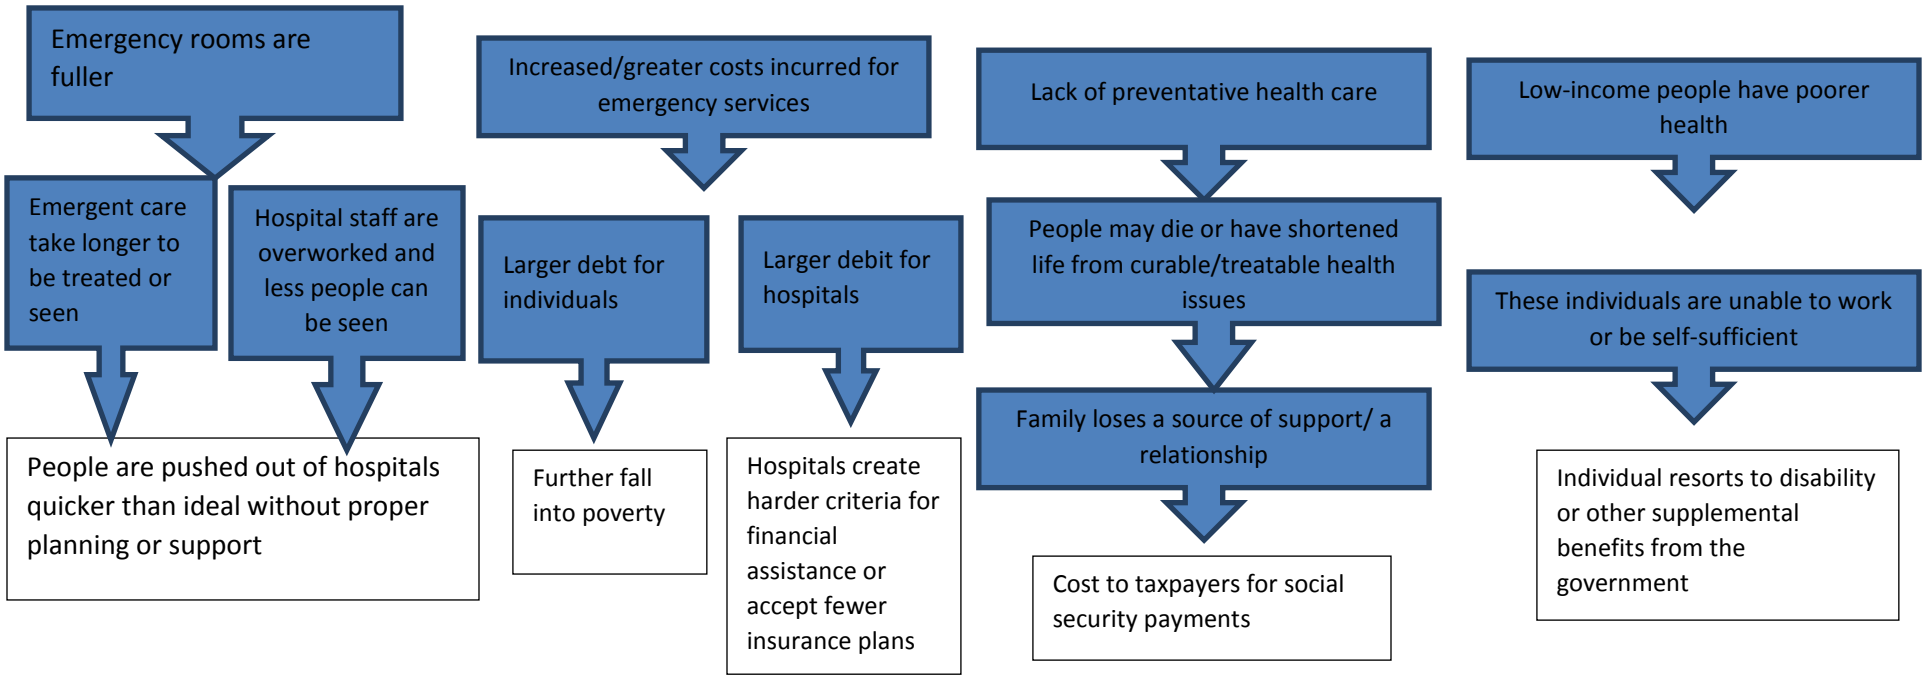 Emergency rooms are
fuller
Emergent care
take longer to
be treated or
seen
Hospital staff are
overworked and
less people can
be seen
People are pushed out of hospitals
quicker than ideal without proper
planning or support
Increased/greater costs incurred for
emergency services
Larger debt for
individuals
Larger debit for
hospitals
Further fall
into poverty
Hospitals create
harder criteria for
financial
assistance or
accept fewer
insurance plans
Lack of preventative health care
People may die or have shortened
life from curable/treatable health
issues
Family loses a source of support/ a
relationship
Cost to taxpayers for social
security payments
Low-income people have poorer
health
These individuals are unable to work
or be self-sufficient
Individual resorts to disability
or other supplemental
benefits from the
government